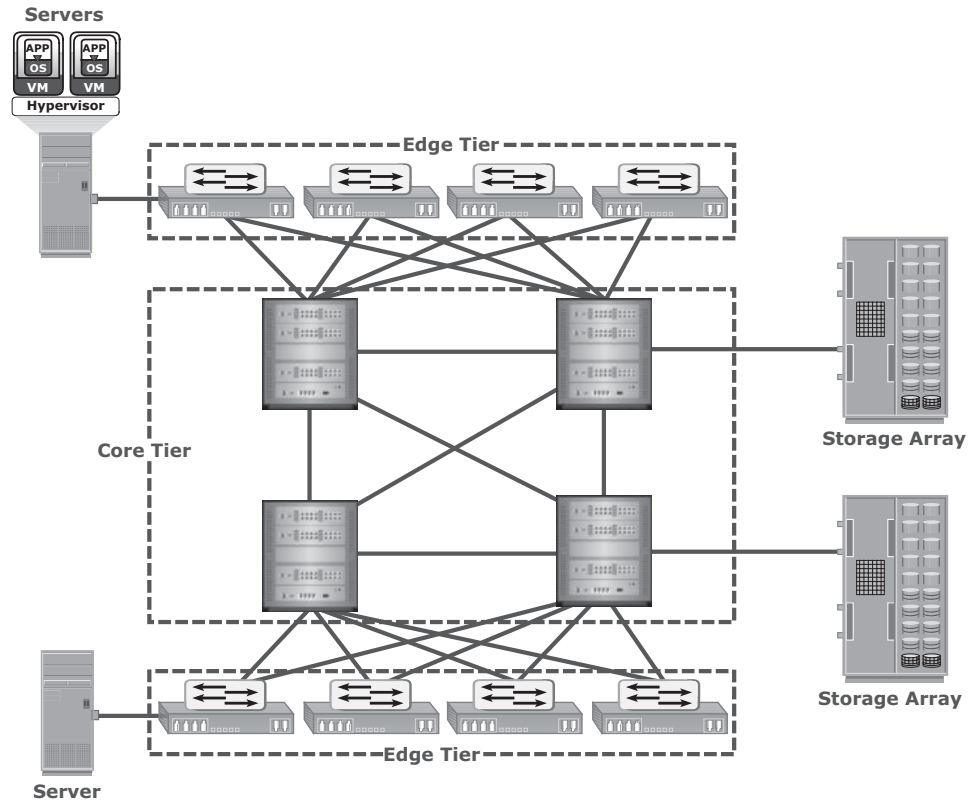 Servers
APP APP
OS OS
VM VM
Hypervisor
Edge Tier
Storage Array
Core Tier
Storage Array
Edge Tier
Server